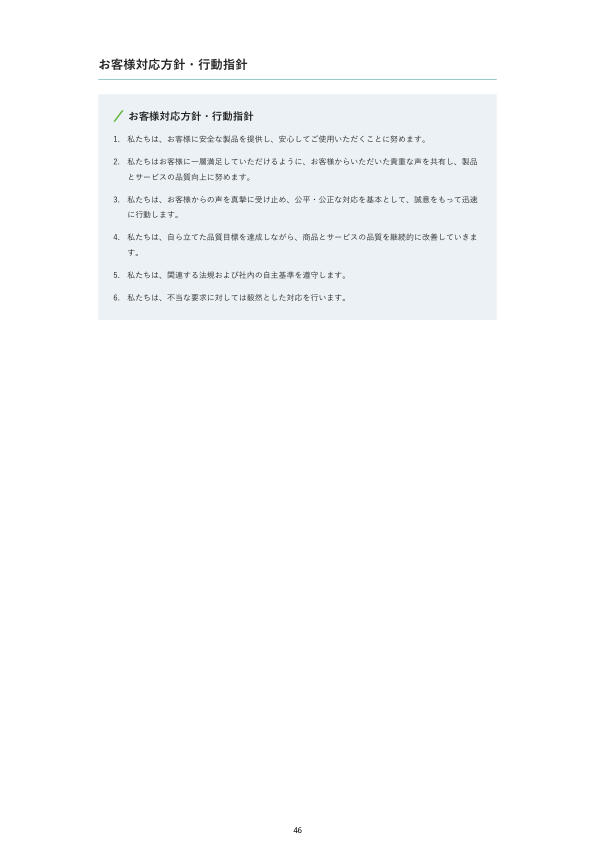 お客様対応方針・行動指針
お客様対応方針・行動指針
1. 私たちは、お客様に安全な製品を提供し、安心してご使用いただくことに努めます。
2. 私たちはお客様に一層満足していただけるように、お客様からいただいた貴重な声を共有し、製品
とサービスの品質向上に努めます。
3. 私たちは、お客様からの声を真摯に受け止め、公平・公正な対応を基本として、誠意をもって迅速
に行動します。
4. 私たちは、自ら立てた品質目標を達成しながら、商品とサービスの品質を継続的に改善していきま
す。
5. 私たちは、関連する法規および社内の自主基準を遵守します。
6. 私たちは、不当な要求に対しては毅然とした対応を行います。
46